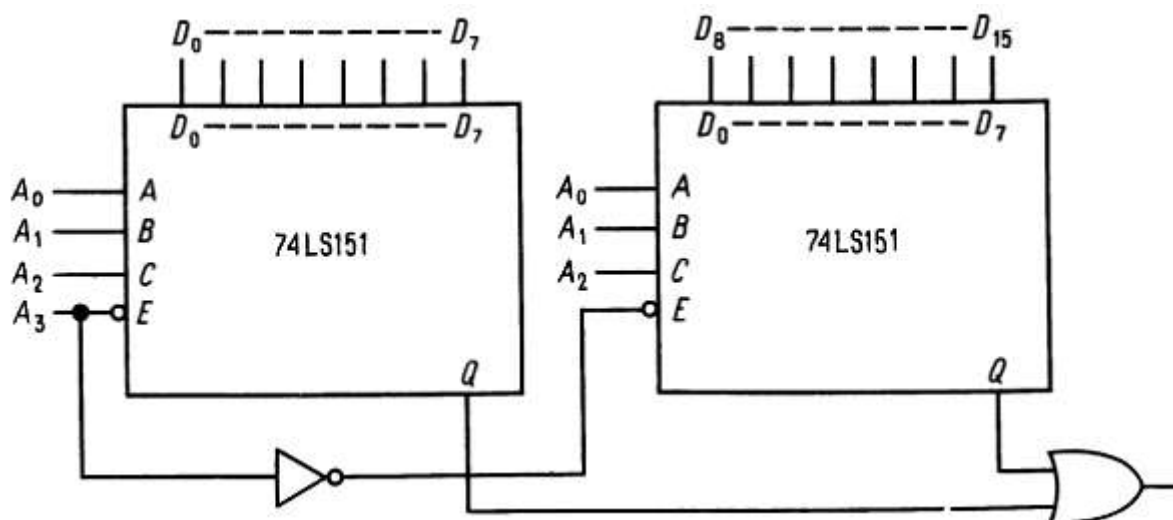 D₀ D₇
D₈ D₁₅
D₀ D₇
D₀ D₇
A₀ A
A₁ B
A₂ C
A₃ E
74LS151
Q
A₀ A
A₁ B
A₂ C
E
74LS151
Q